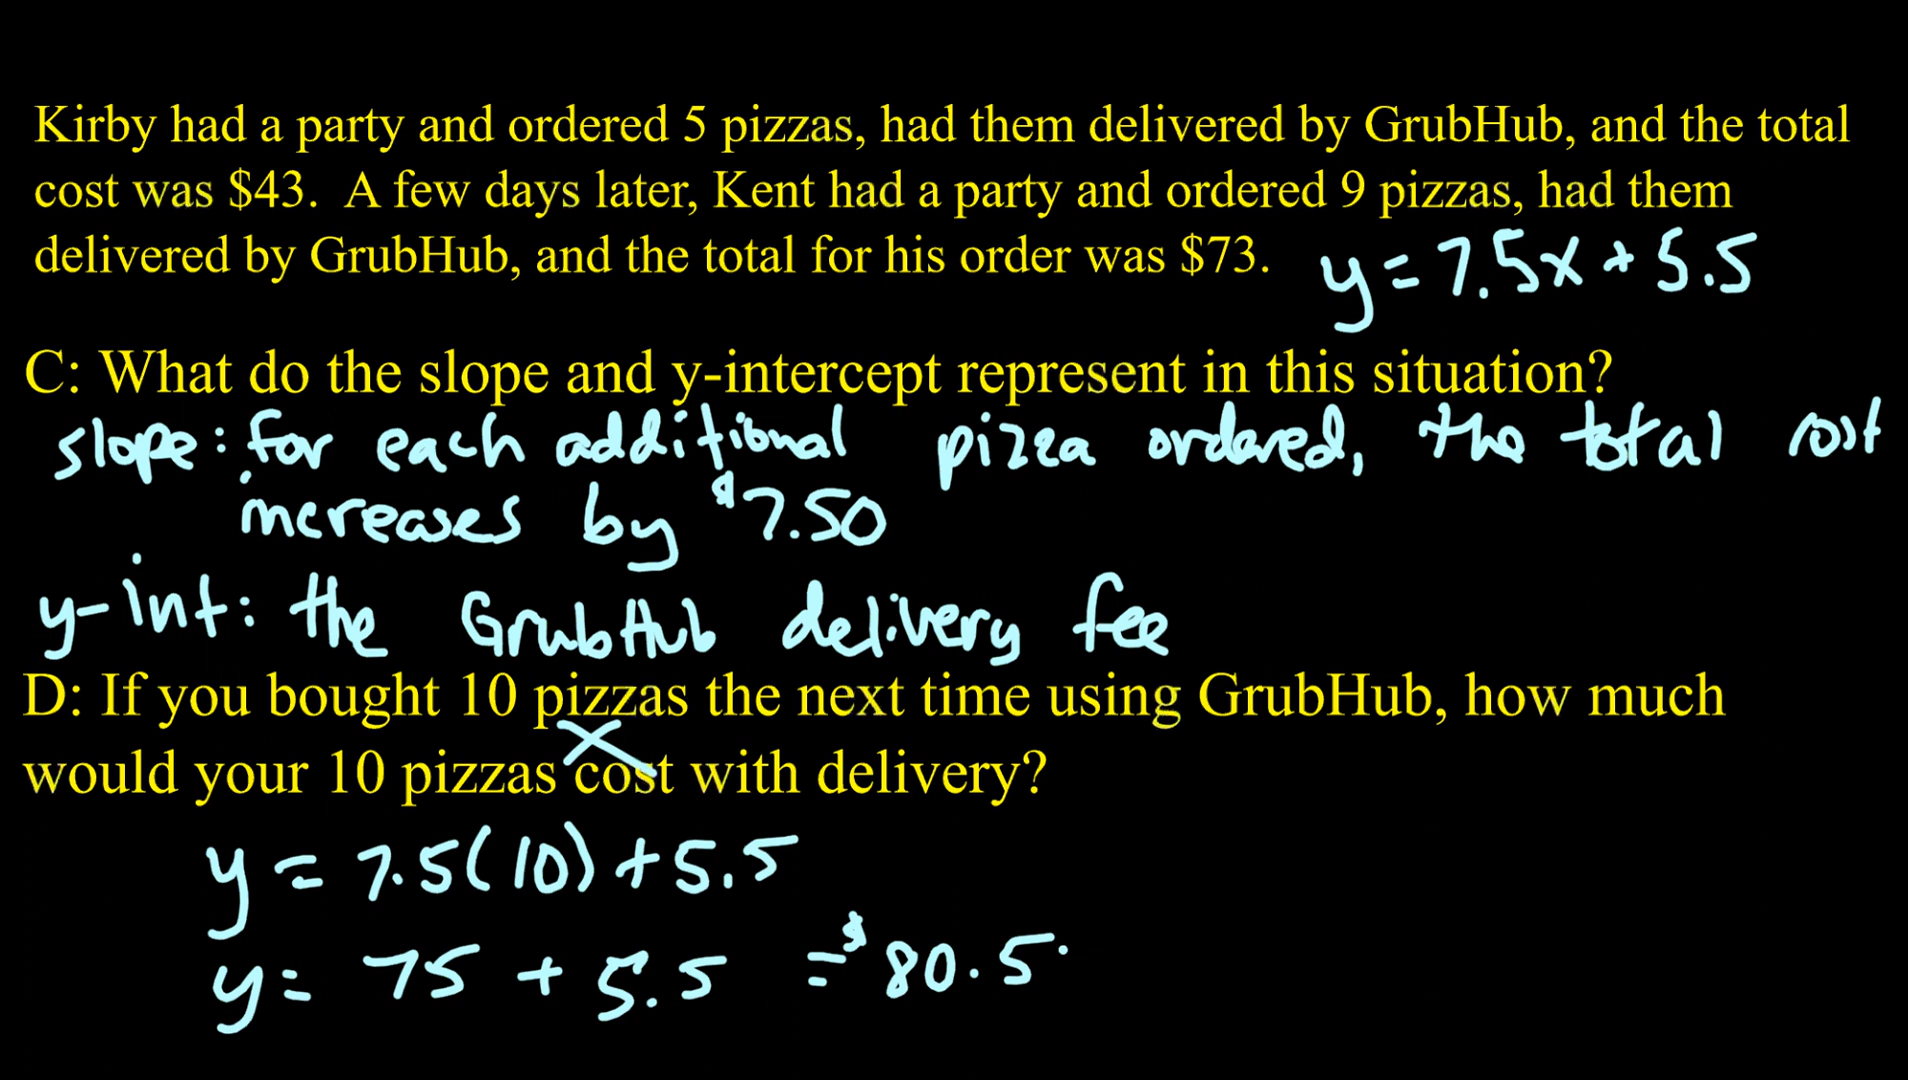 Kirby had a party and ordered 5 pizzas, had them delivered by GrubHub, and the total
cost was $43. A few days later, Kent had a party and ordered 9 pizzas, had them
delivered by GrubHub, and the total for his order was $73. y = 7.5x + 5.5
C: What do the slope and y-intercept represent in this situation?
slope: for each additional pizza ordered, the total cost
increases by $7.50
y-int: the GrubHub delivery fee
D: If you bought 10 pizzas the next time using GrubHub, how much
x
would your 10 pizzas cost with delivery?
y = 7.5(10) + 5.5
y = 75 + 5.5 = $80.5